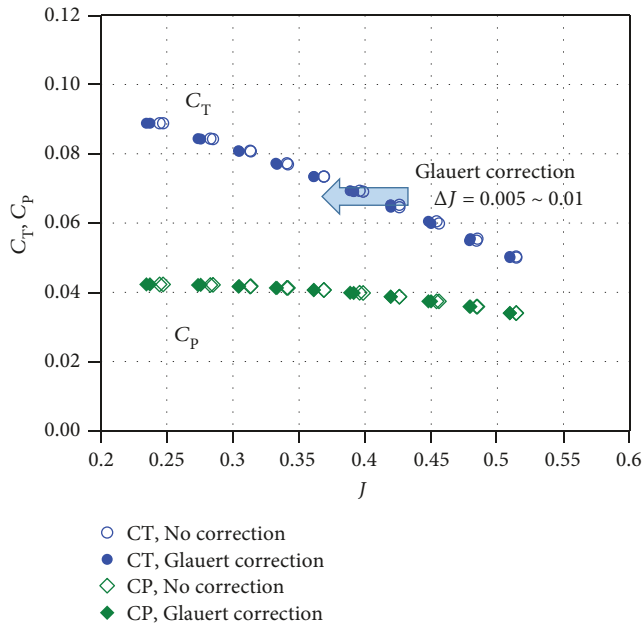 0.12
0.10
0.08
0.06
0.04
0.02
0.00
C_T, C_P
C_T
Glauert correction
ΔJ = 0.005 ~ 0.01
C_P
0.2 0.25 0.3 0.35 0.4 0.45 0.5 0.55 0.6
J
CT, No correction
CT, Glauert correction
CP, No correction
CP, Glauert correction